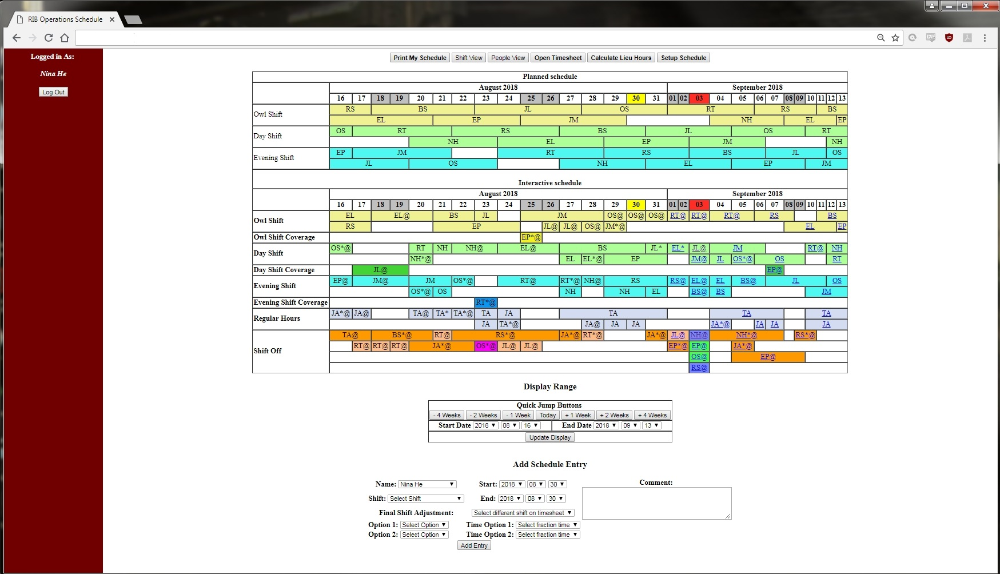 RIB Operations Schedule
Logged in As:
Nina He
Log Out
Print My Schedule Shift View People View Open Timesheet Calculate Lieu Hours Setup Schedule
Planned schedule
August 2018 September 2018
16 17 18 19 20 21 22 23 24 25 26 27 28 29 30 31 01 02 03 04 05 06 07 08 09 10 11 12 13
Owl Shift
RS BS JL OS RT RS BS
EL EP JM NH EL EP
Day Shift
OS RT RS BS JL OS RT
NH EL EP JM NH
Evening Shift
EP JM RT RS BS JL OS
JL OS NH EL EP JM
Interactive schedule
August 2018 September 2018
16 17 18 19 20 21 22 23 24 25 26 27 28 29 30 31 01 02 03 04 05 06 07 08 09 10 11 12 13
Owl Shift
EL EL@ BS JL JM OS@ OS@ OS@ RT@ RT@ RT@ RS BS
RS EP JL@ JL@ OS@ JM*@ EL EP
Owl Shift Coverage EP*@
Day Shift
OS*@ RT NH NH@ EL@ BS JL* EL* JL@ JM RT@ NH
NH*@ EL EL*@ EP JM@ JL OS*@ OS RT
Day Shift Coverage JL@ EP@
Evening Shift
EP@ JM@ JM OS*@ RT@ RT*@ NH@ RS RS@ EL@ EL BS@ JL OS
OS*@ OS NH NH EL BS@ BS JM
Evening Shift Coverage RT*@
Regular Hours
JA*@ JA@ TA@ TA* TA*@ TA JA TA TA TA
JA TA*@ JA@ JA JA JA*@ JA JA JA
Shift Off
TA@ BS*@ RT@ RS*@ JA*@ RT*@ JA*@ JL@ NH@ NH*@ RS*@
RT@ RT@ RT@ JA*@ OS*@ JL@ JL@ EP*@ EP@ JA*@
OS@ EP@
RS@
Display Range
Quick Jump Buttons
- 4 Weeks - 2 Weeks - 1 Week Today + 1 Week + 2 Weeks + 4 Weeks
Start Date 2018 08 16 End Date 2018 09 13
Update Display
Add Schedule Entry
Name: Nina He Start: 2018 08 30 Comment:
Shift: Select Shift End: 2018 08 30
Final Shift Adjustment: Select different shift on timesheet
Option 1: Select Option Time Option 1: Select fraction time
Option 2: Select Option Time Option 2: Select fraction time
Add Entry